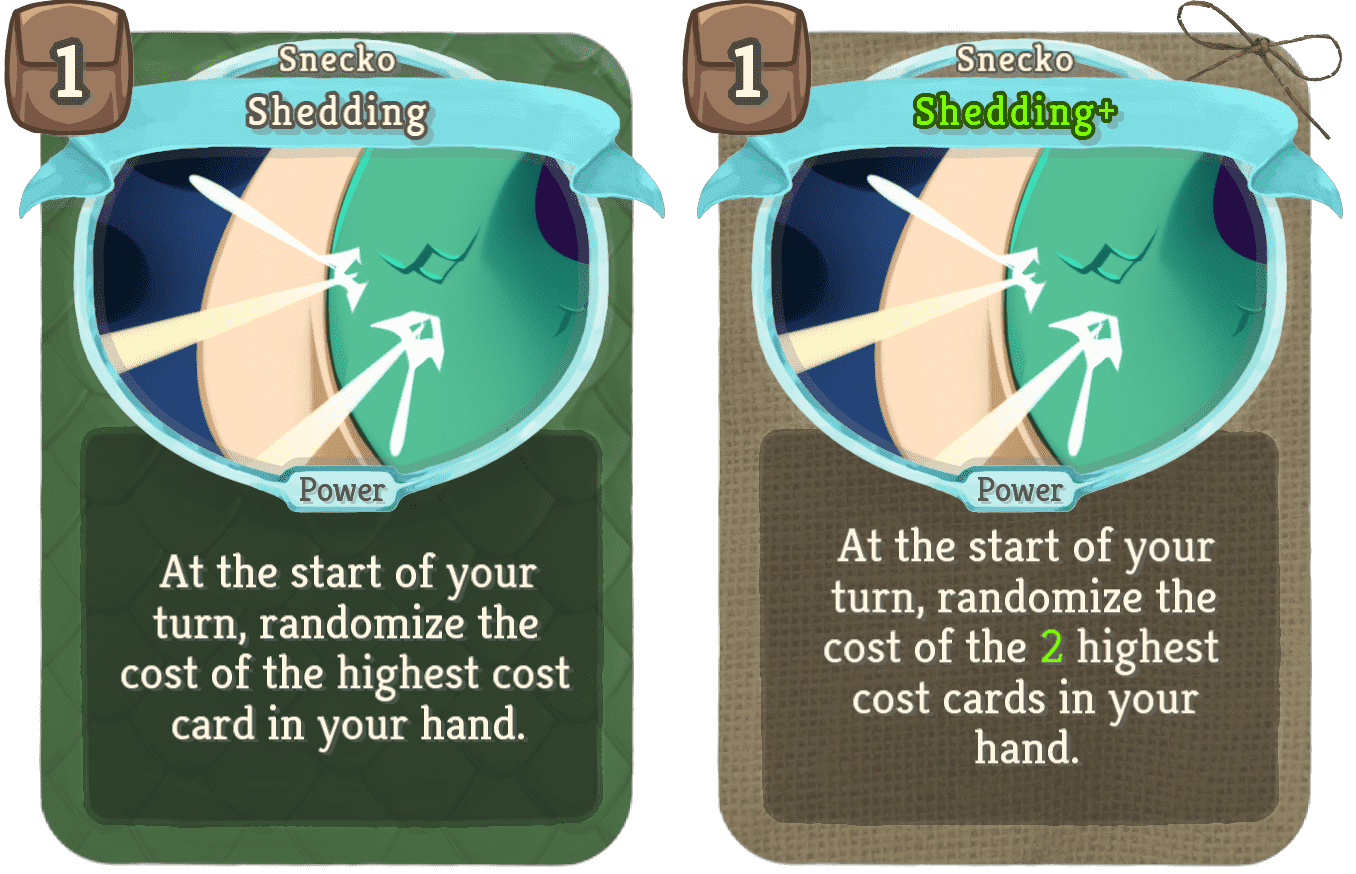 1
Snecko
Shedding
Power
At the start of your
turn, randomize the
cost of the highest cost
card in your hand.
1
Snecko
Shedding+
Power
At the start of your
turn, randomize the
cost of the 2 highest
cost cards in your
hand.